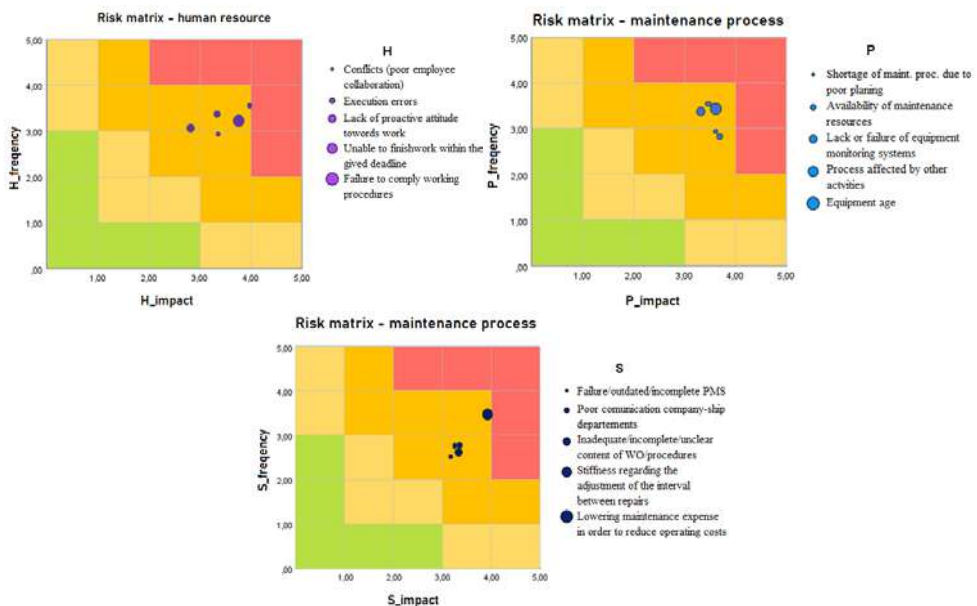 Risk matrix - human resource
5,00
4,00
3,00
2,00
1,00
,00
H_freqency
1,00
2,00
3,00
4,00
5,00
H_impact
H
Conflicts (poor employee
collaboration)
Execution errors
Lack of proactive attitude
towards work
Unable to finishwork within the
gived deadline
Failure to comply working
procedures
Risk matrix - maintenance process
5,00
4,00
3,00
2,00
1,00
,00
P_freqency
1,00
2,00
3,00
4,00
5,00
P_impact
P
Shortage of maint. proc. due to
poor planing
Availability of maintenance
resources
Lack or failure of equipment
monitoring systems
Process affected by other
actvities
Equipment age
Risk matrix - maintenance process
5,00
4,00
3,00
2,00
1,00
,00
S_freqency
1,00
2,00
3,00
4,00
5,00
S_impact
S
Failure/outdated/incomplete PMS
Poor comunication company-ship
departements
Inadequate/incomplete/unclear
content of WO/procedures
Stiffness regarding the
adjustment of the interval
between repairs
Lowering maintenance expense
in order to reduce operating costs